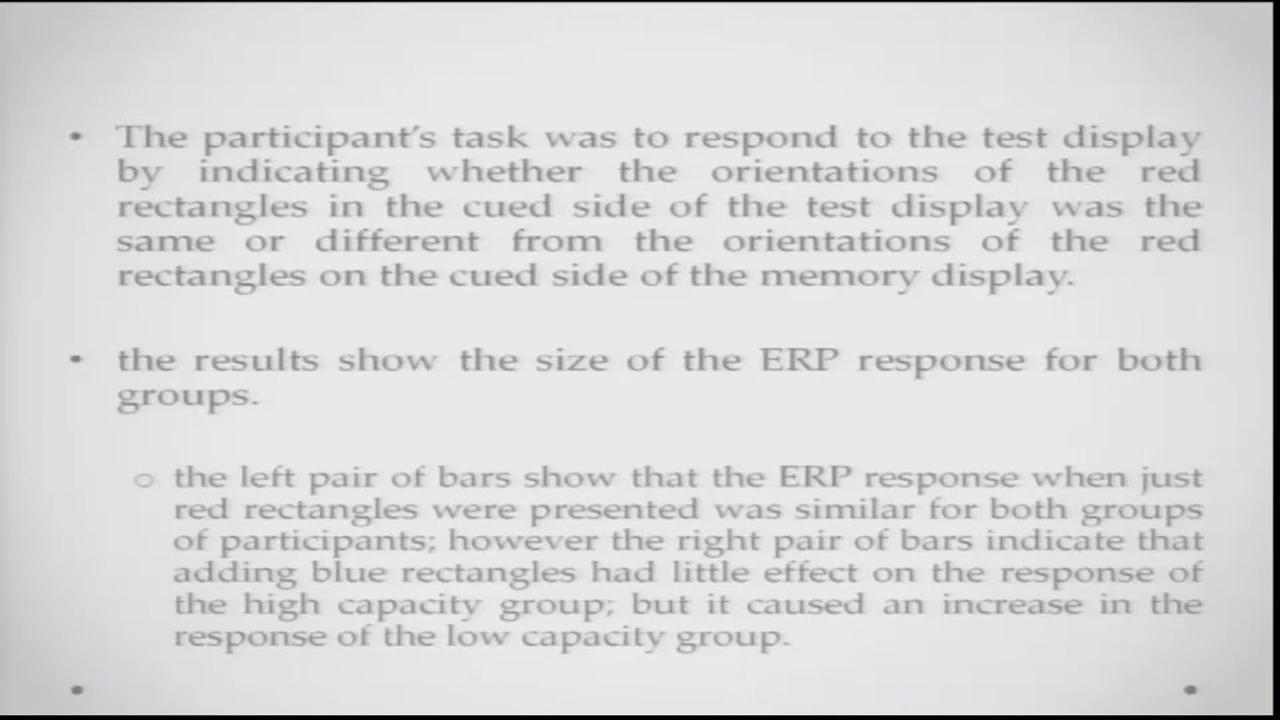 • The participant's task was to respond to the test display
by indicating whether the orientations of the red
rectangles in the cued side of the test display was the
same or different from the orientations of the red
rectangles on the cued side of the memory display.
• the results show the size of the ERP response for both
groups.
o the left pair of bars show that the ERP response when just
red rectangles were presented was similar for both groups
of participants; however the right pair of bars indicate that
adding blue rectangles had little effect on the response of
the high capacity group; but it caused an increase in the
response of the low capacity group.